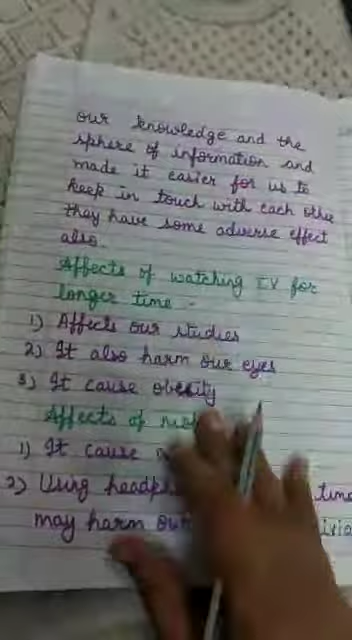 our knowledge and the
sphere of information and
made it easier for us to
keep in touch with each other
they have some adverse effect
also.
Affects of watching T.V for
longer time -
1) Affects our studies
2) It also harm our eyes
3) It cause obesity
Affects of
1) It cause
2) Using time
may harm our